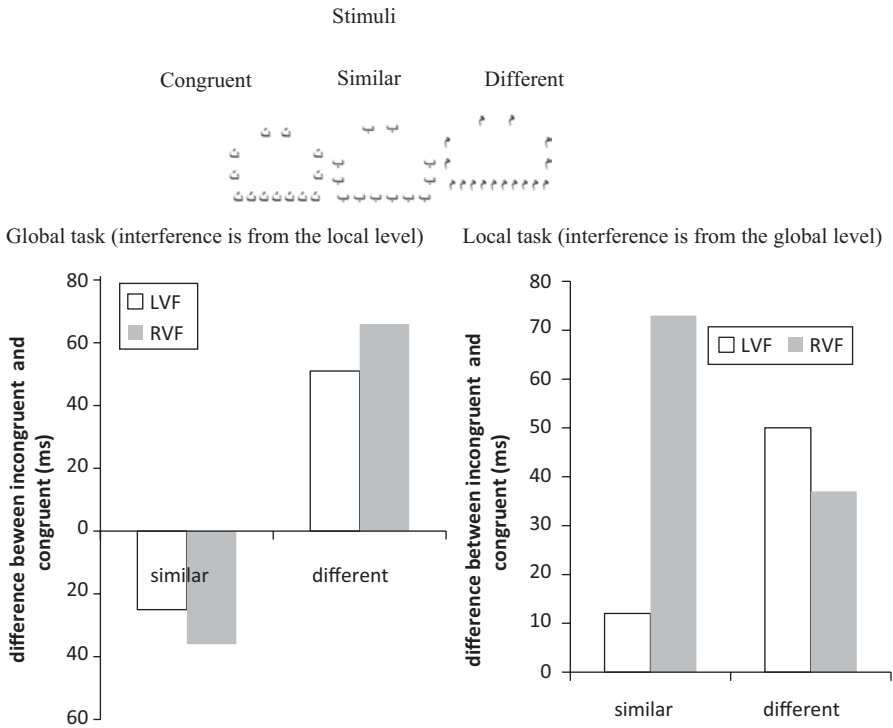 Stimuli
Congruent Similar Different
Global task (interference is from the local level)
difference beween incongruent and
congruent (ms)
80
60
40
20
0
20
40
60
LVF
RVF
similar different
Local task (interference is from the global level)
difference between incongruent and
congruent (ms)
80
70
60
50
40
30
20
10
0
LVF RVF
similar different